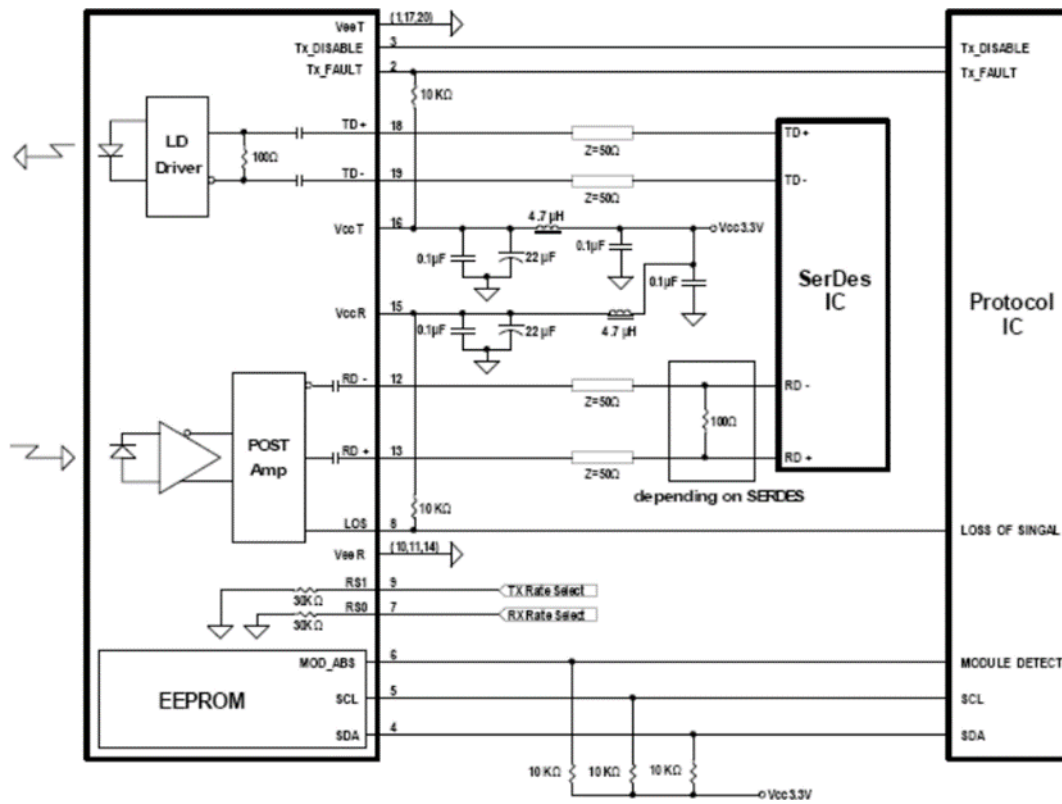 VeeT (1,17,20)
Tx_DISABLE 3 Tx_DISABLE
Tx_FAULT 2 Tx_FAULT
10 KΩ
LD
Driver
100Ω
TD+ 18 Z=50Ω TD+
TD- 19 Z=50Ω TD-
VccT 16 4.7 μH Vcc3.3V
0.1μF 22 μF 0.1μF 0.1μF
SerDes
IC
Protocol
IC
VccR 15 4.7 μH
0.1μF 22 μF
RD - 12 Z=50Ω RD -
100Ω
POST
Amp
RD + 13 Z=50Ω RD +
depending on SERDES
10 KΩ
LOS 8 LOSS OF SINGAL
VeeR (10,11,14)
RS1 9 TX Rate Select
30KΩ
RS0 7 RX Rate Select
30KΩ
MOD_ABS 6 MODULE DETECT
EEPROM
SCL 5 SCL
SDA 4 SDA
10 KΩ 10 KΩ 10 KΩ
Vcc3.3V